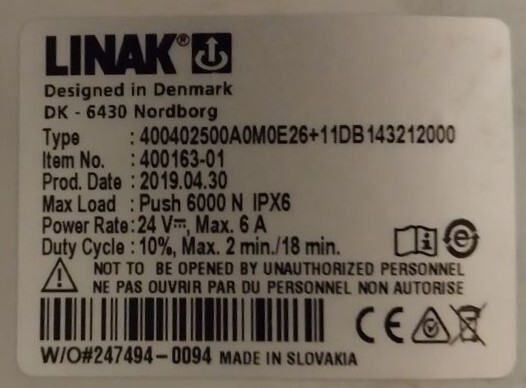 LINAK®
Designed in Denmark
DK - 6430 Nordborg
Type : 400402500A0M0E26+11DB143212000
Item No. : 400163-01
Prod. Date : 2019.04.30
Max Load : Push 6000 N IPX6
Power Rate : 24 V⎓, Max. 6 A
Duty Cycle : 10%, Max. 2 min./18 min.
NOT TO BE OPENED BY UNAUTHORIZED PERSONNEL
NE PAS OUVRIR PAR DU PERSONNEL NON AUTORISE
CE
W/O#247494-0094 MADE IN SLOVAKIA